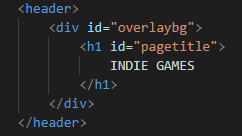 <header>
    <div id="overlaybg">
        <h1 id="pagetitle">
            INDIE GAMES
        </h1>
    </div>
</header>